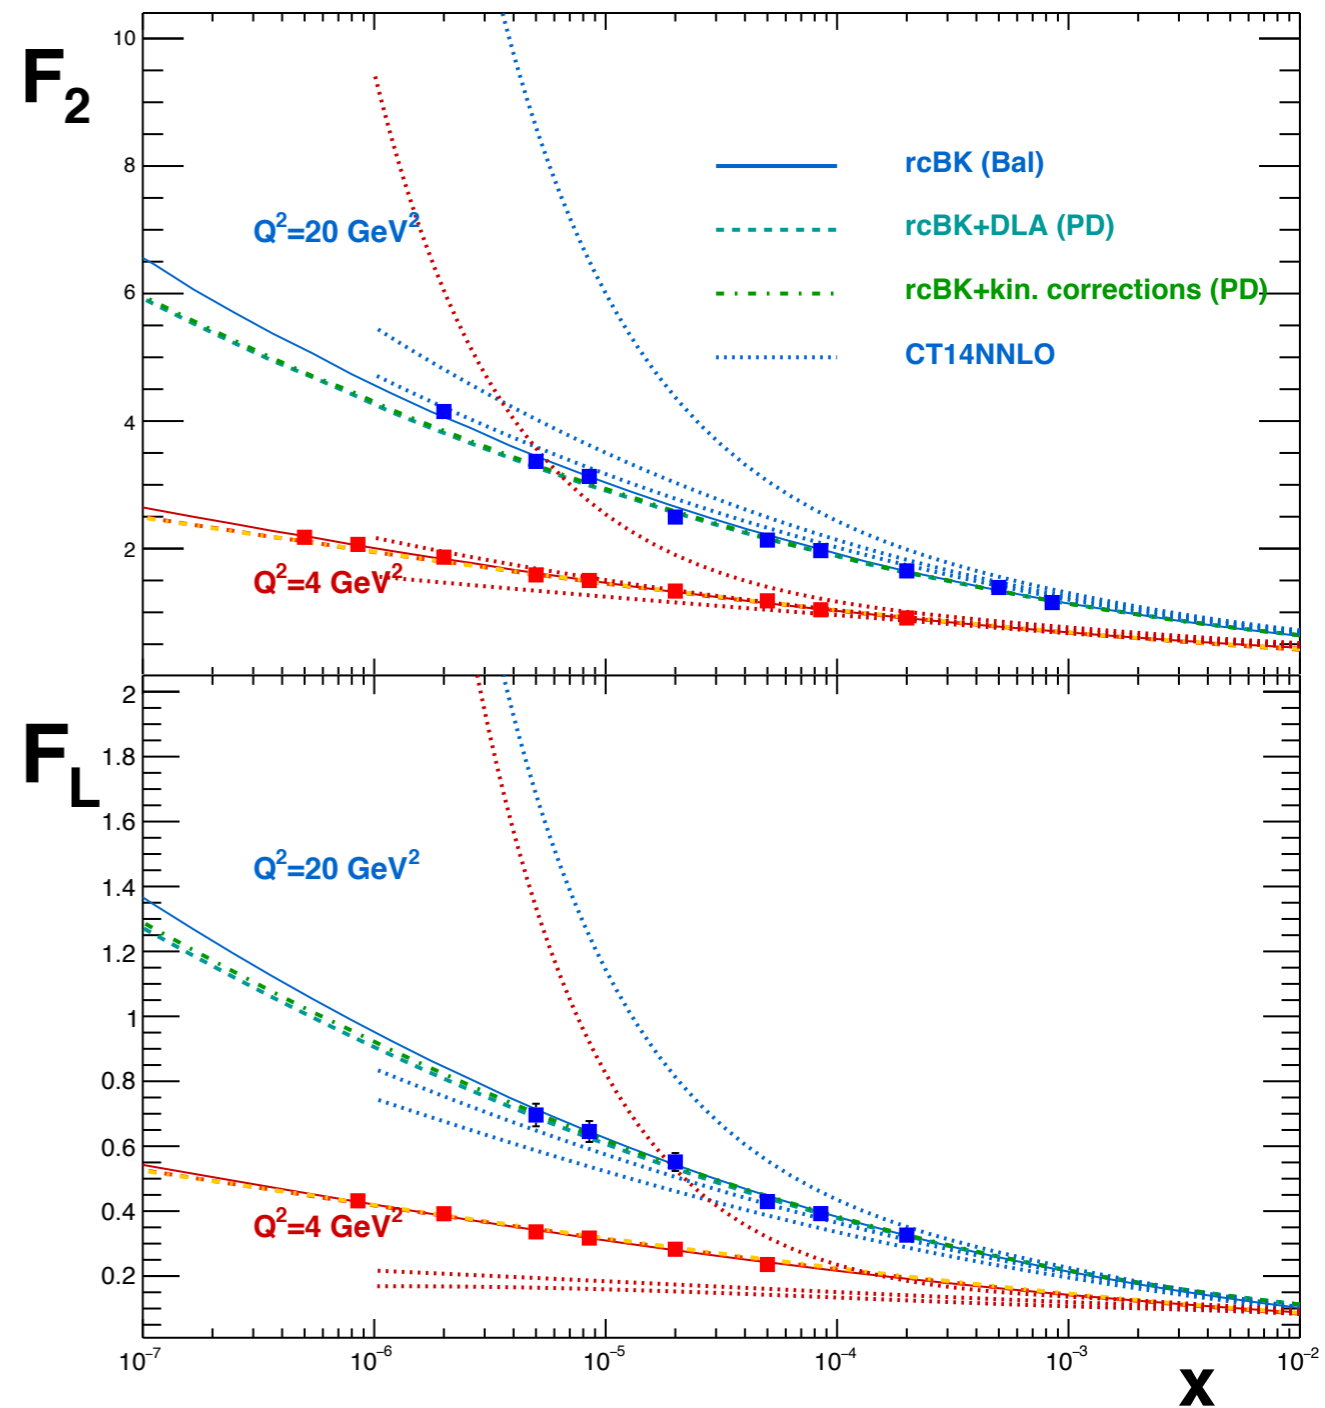 F2
10
8
6
4
2
Q²=20 GeV²
Q²=4 GeV²
rcBK (Bal)
rcBK+DLA (PD)
rcBK+kin. corrections (PD)
CT14NNLO
FL
2
1.8
1.6
1.4
1.2
1
0.8
0.6
0.4
0.2
Q²=20 GeV²
Q²=4 GeV²
10⁻⁷ 10⁻⁶ 10⁻⁵ 10⁻⁴ 10⁻³ 10⁻²
x